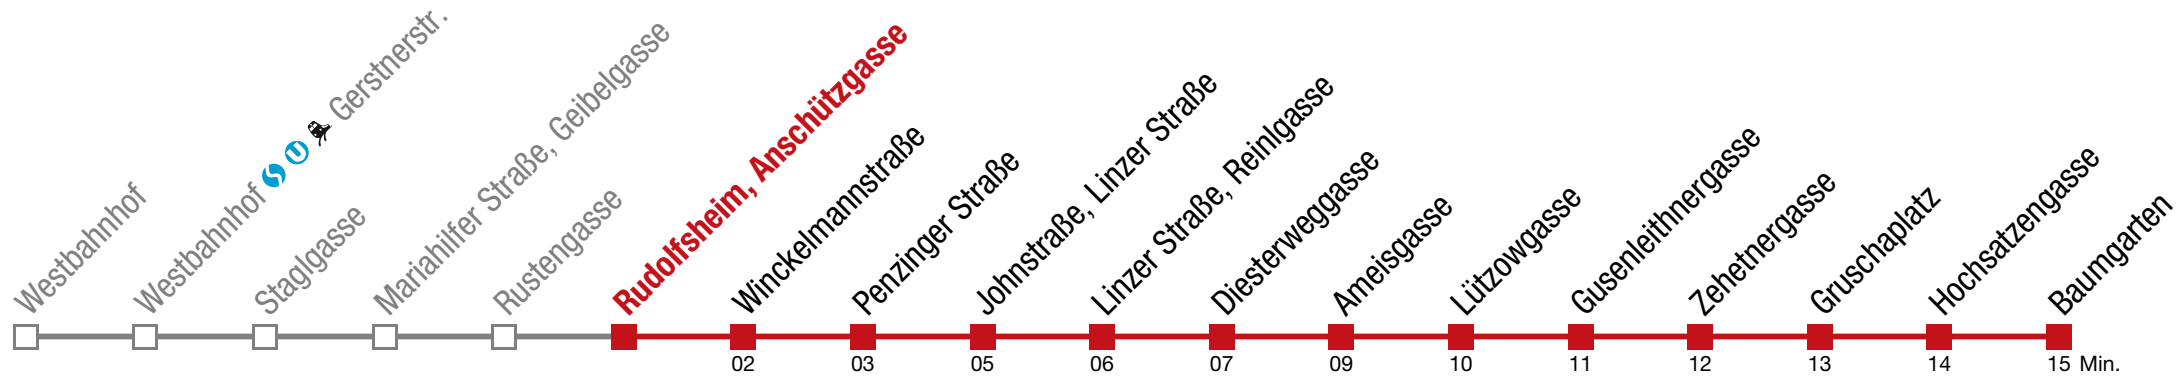 Westbahnhof
Westbahnhof S U Gerstnerstr.
Staglgasse
Mariahilfer Straße, Geibelgasse
Rustengasse
Rudolfsheim, Anschützgasse
Winckelmannstraße
Penzinger Straße
Johnstraße, Linzer Straße
Linzer Straße, Reinlgasse
Diesterweggasse
Ameisgasse
Lützowgasse
Gusenleithnergasse
Zehetnergasse
Gruschaplatz
Hochsatzengasse
Baumgarten
02 03 05 06 07 09 10 11 12 13 14 15 Min.